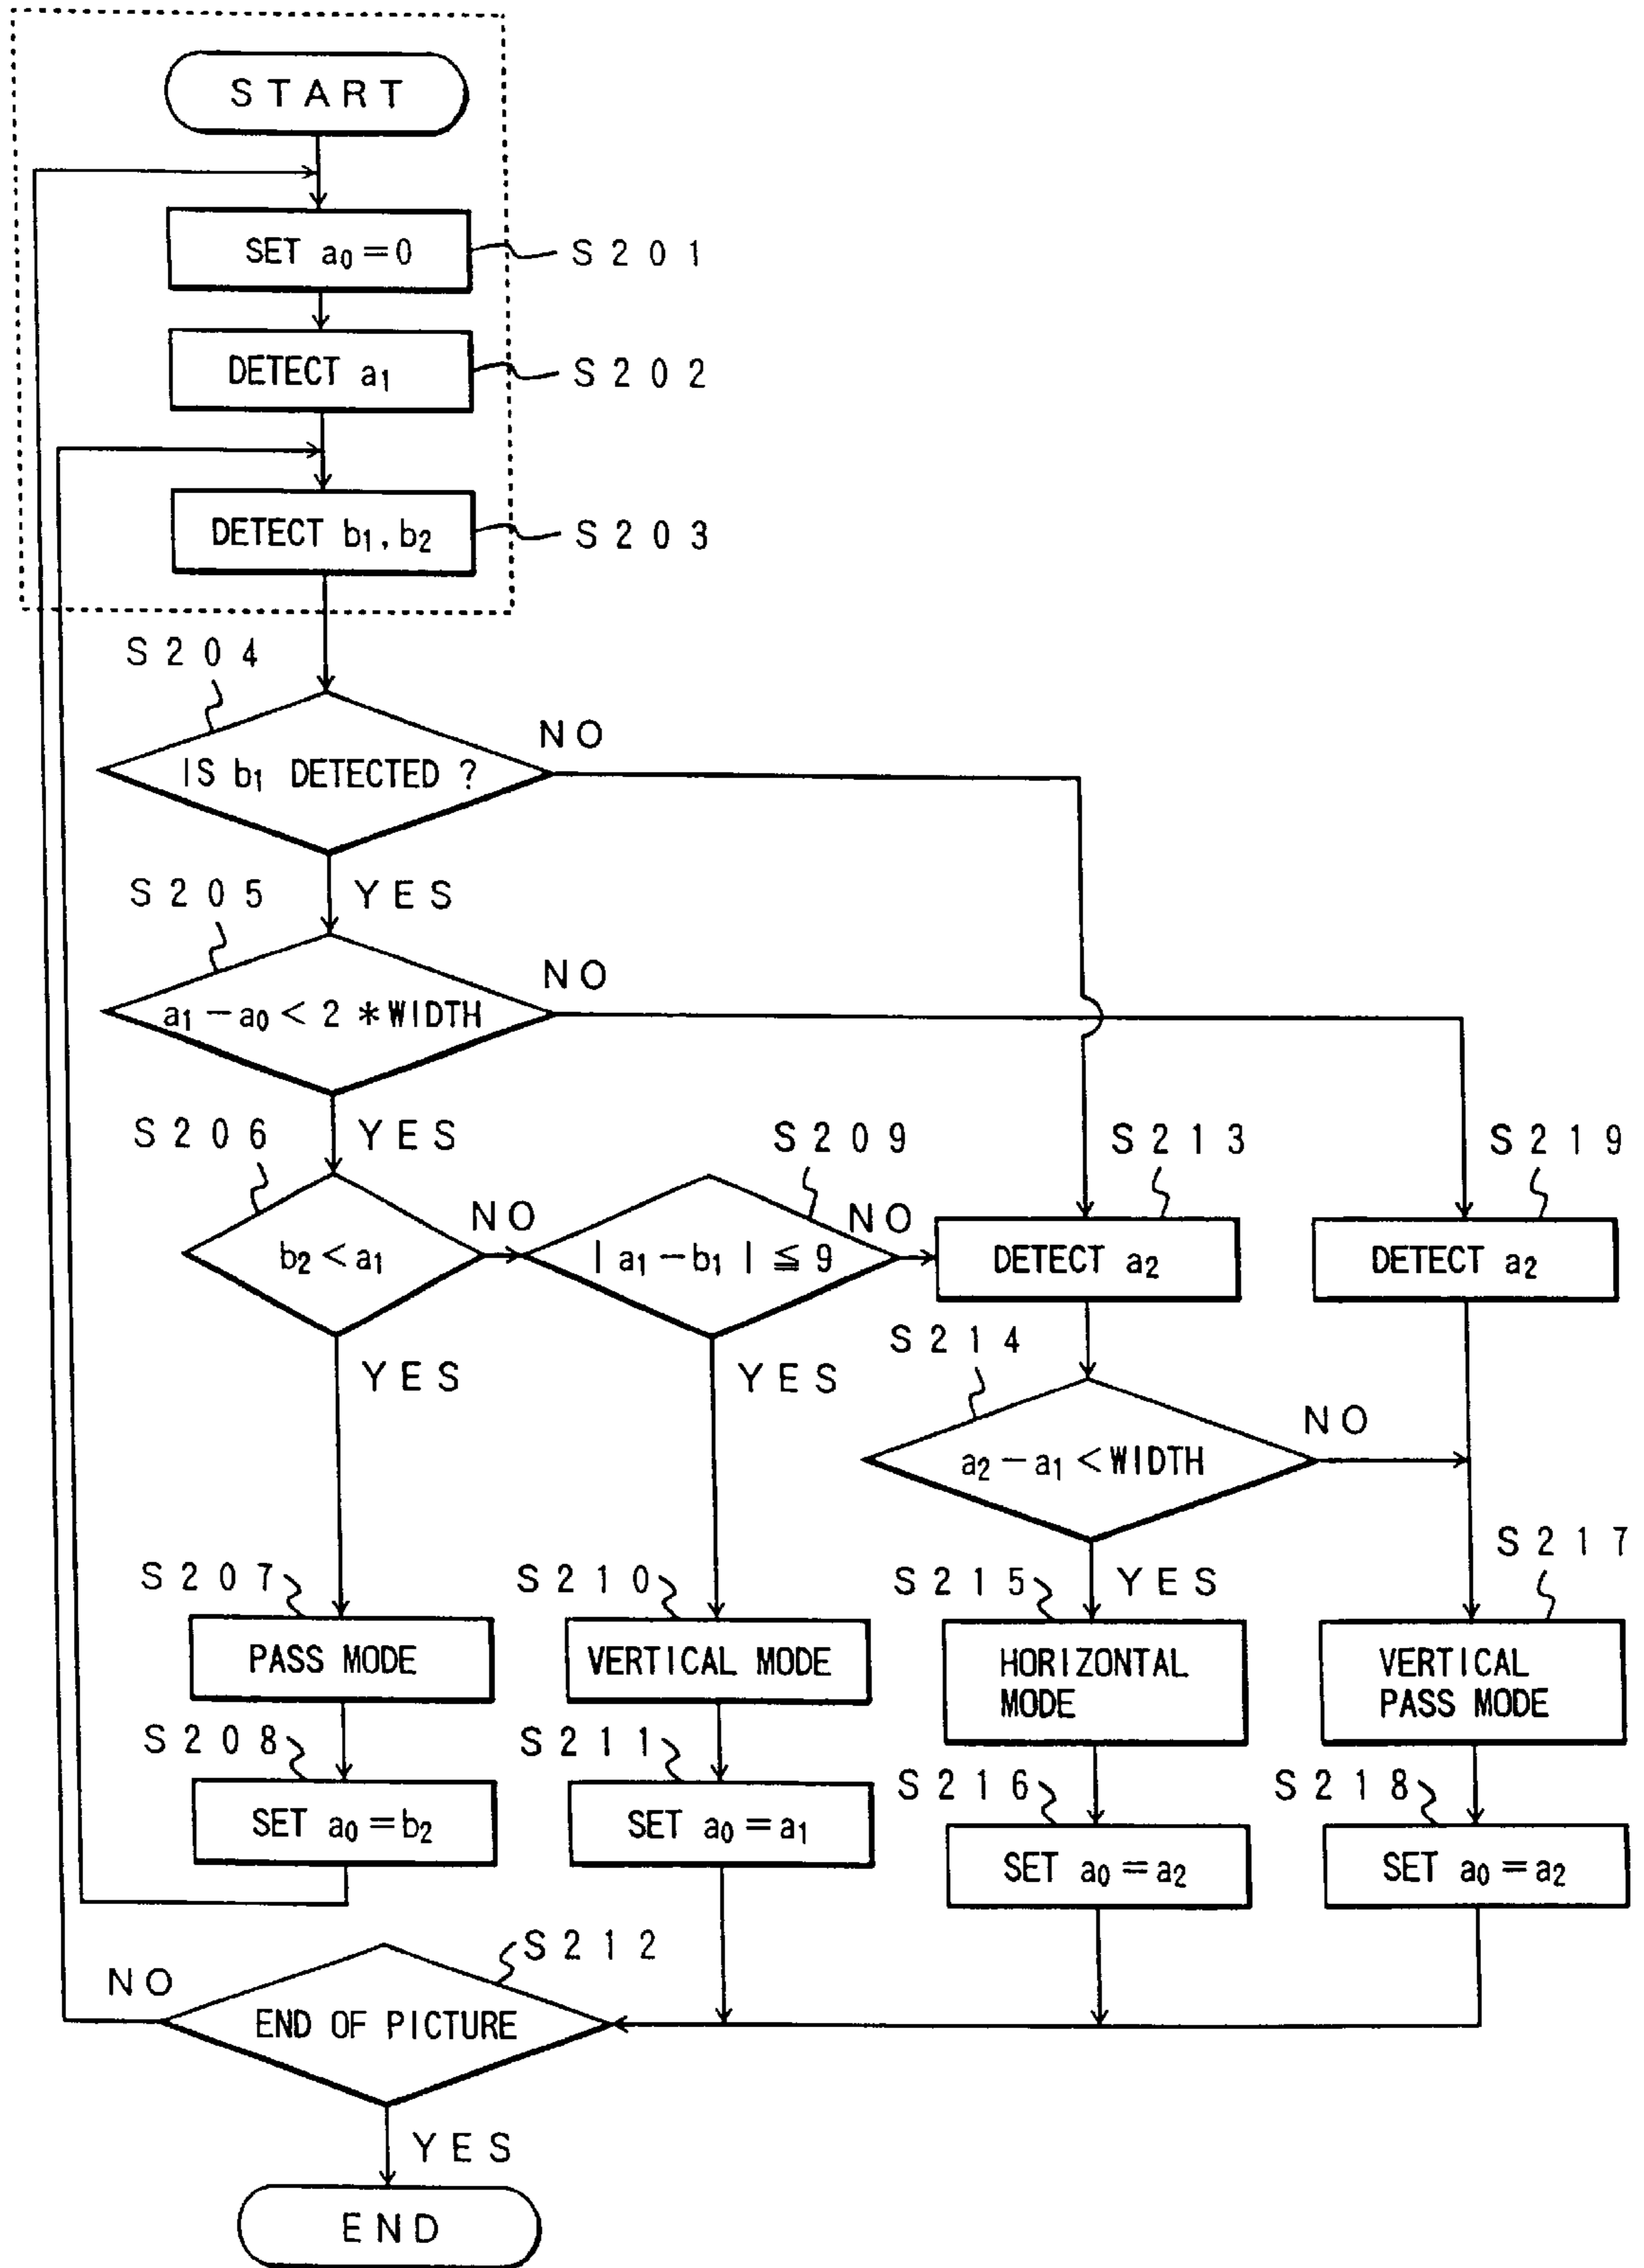 START
SET a₀ = 0
S201
DETECT a₁
S202
DETECT b₁, b₂
S203
S204
IS b₁ DETECTED ?
NO
YES
S205
a₁ − a₀ < 2 * WIDTH
NO
YES
S206
b₂ < a₁
NO
YES
S209
| a₁ − b₁ | ≦ 9
NO
YES
S213
DETECT a₂
S219
DETECT a₂
S214
a₂ − a₁ < WIDTH
NO
YES
S207
PASS MODE
S210
VERTICAL MODE
S215
HORIZONTAL
MODE
S217
VERTICAL
PASS MODE
S208
SET a₀ = b₂
S211
SET a₀ = a₁
S216
SET a₀ = a₂
S218
SET a₀ = a₂
S212
END OF PICTURE
NO
YES
END